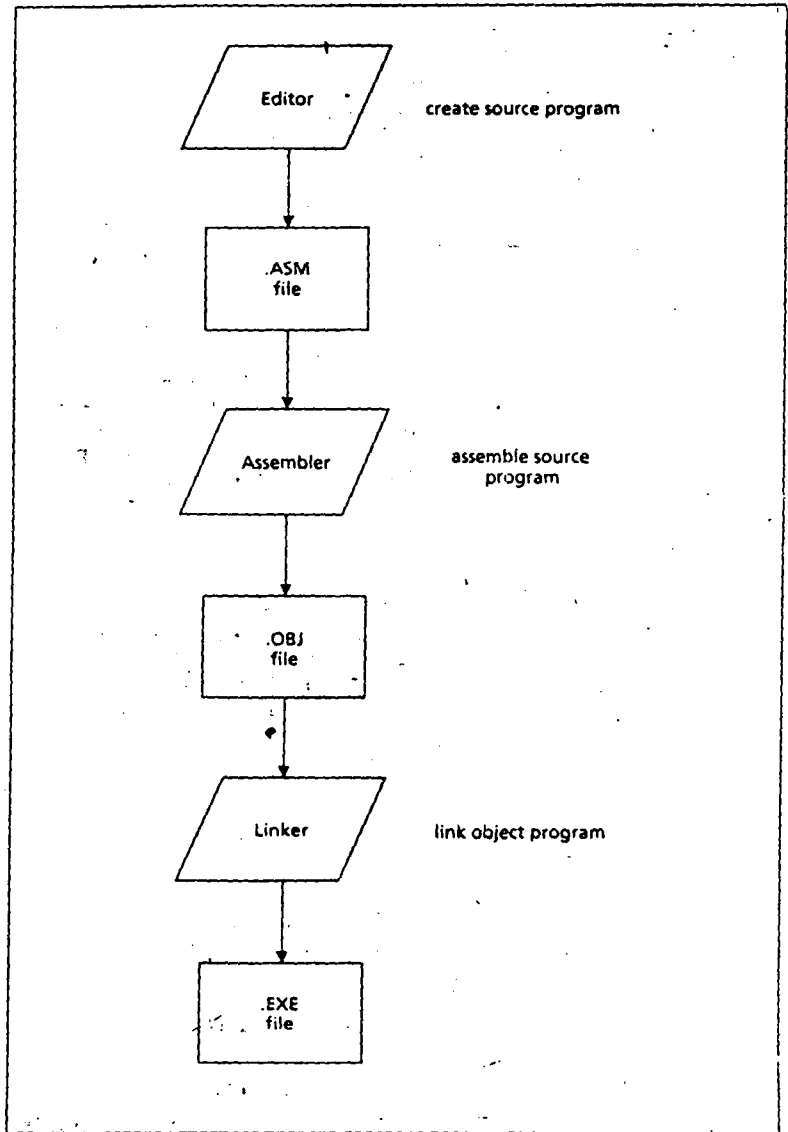 Editor
create source program
.ASM
file
Assembler
assemble source
program
.OBJ
file
Linker
link object program
.EXE
file